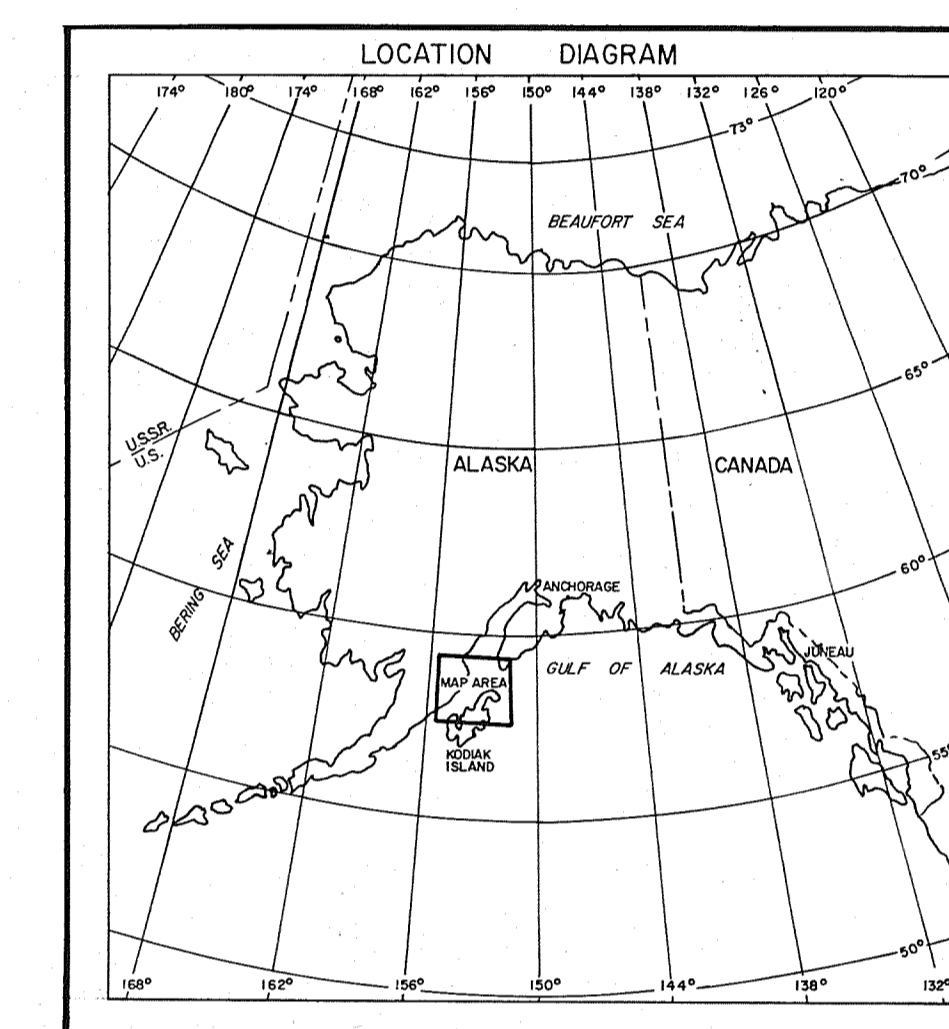 LOCATION DIAGRAM
174° 180° 174° 168° 162° 156° 150° 144° 138° 132° 126° 120°
73°
70°
BEAUFORT SEA
65°
U.S.S.R.
U.S.
ALASKA
CANADA
BERING SEA
60°
ANCHORAGE
JUNEAU
GULF OF ALASKA
MAP AREA
KODIAK
ISLAND
55°
50°
168° 162° 156° 150° 144° 138° 132°